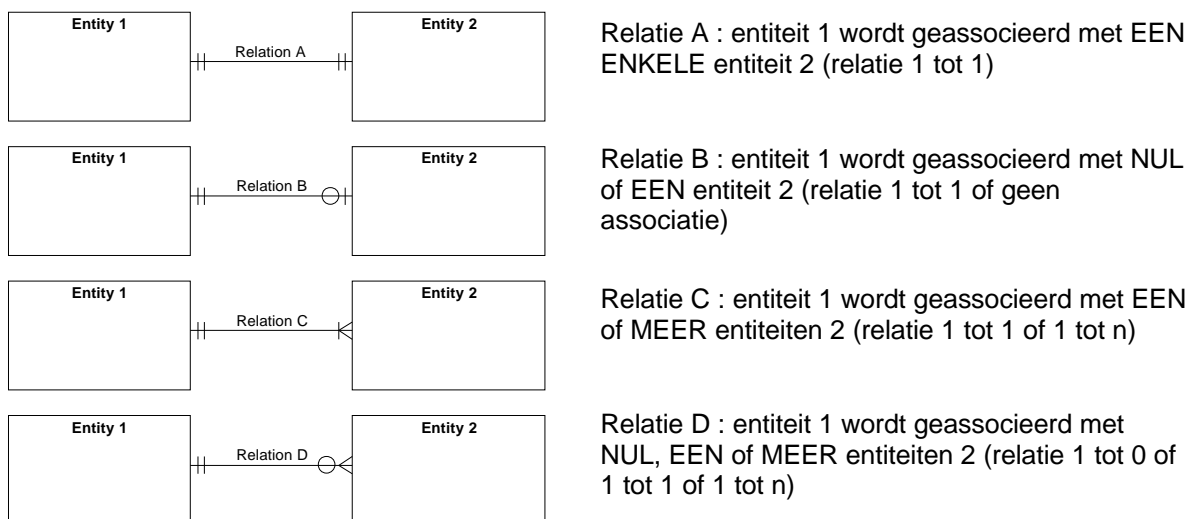 Entity 1
Relation A
Entity 2
Relatie A : entiteit 1 wordt geassocieerd met EEN
ENKELE entiteit 2 (relatie 1 tot 1)
Entity 1
Relation B
Entity 2
Relatie B : entiteit 1 wordt geassocieerd met NUL
of EEN entiteit 2 (relatie 1 tot 1 of geen
associatie)
Entity 1
Relation C
Entity 2
Relatie C : entiteit 1 wordt geassocieerd met EEN
of MEER entiteiten 2 (relatie 1 tot 1 of 1 tot n)
Entity 1
Relation D
Entity 2
Relatie D : entiteit 1 wordt geassocieerd met
NUL, EEN of MEER entiteiten 2 (relatie 1 tot 0 of
1 tot 1 of 1 tot n)